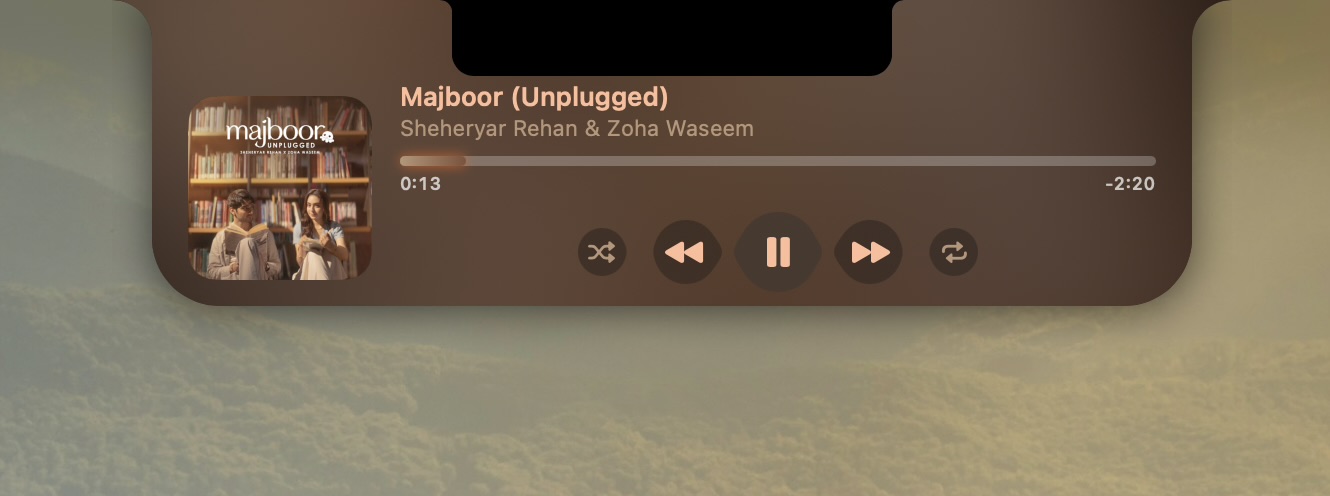 majboor
UNPLUGGED
SHEHERYAR REHAN X ZOHA WASEEM
Majboor (Unplugged)
Sheheryar Rehan & Zoha Waseem
0:13
-2:20